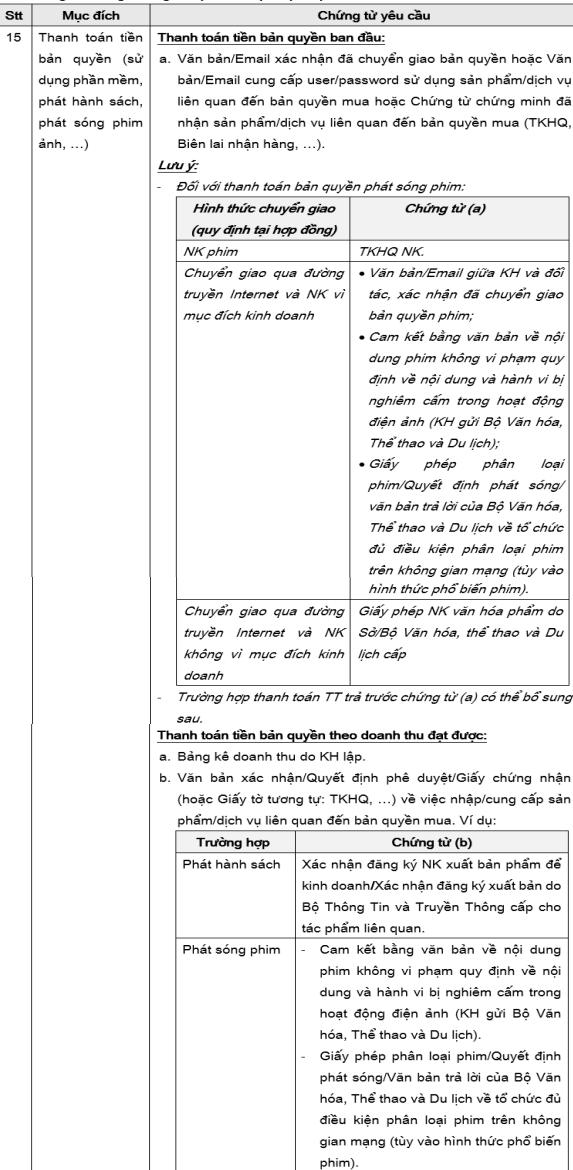 Stt Mục đích Chứng từ yêu cầu
15 Thanh toán tiền
bản quyền (sử
dụng phần mềm,
phát hành sách,
phát sóng phim
ảnh, ...)
Thanh toán tiền bản quyền ban đầu:
a. Văn bản/Email xác nhận đã chuyển giao bản quyền hoặc Văn
bản/Email cung cấp user/password sử dụng sản phẩm/dịch vụ
liên quan đến bản quyền mua hoặc Chứng từ chứng minh đã
nhận sản phẩm/dịch vụ liên quan đến bản quyền mua (TKHQ,
Biên lai nhận hàng, ...).
Lưu ý:
- Đối với thanh toán bản quyền phát sóng phim:
Hình thức chuyển giao
(quy định tại hợp đồng)
Chứng từ (a)
NK phim
TKHQ NK.
Chuyển giao qua đường
truyền Internet và NK vì
mục đích kinh doanh
• Văn bản/Email giữa KH và đối
tác, xác nhận đã chuyển giao
bản quyền phim;
• Cam kết bằng văn bản về nội
dung phim không vi phạm quy
định về nội dung và hành vi bị
nghiêm cấm trong hoạt động
điện ảnh (KH gửi Bộ Văn hóa,
Thể thao và Du lịch);
• Giấy phép phân loại
phim/Quyết định phát sóng/
văn bản trả lời của Bộ Văn hóa,
Thể thao và Du lịch về tổ chức
đủ điều kiện phân loại phim
trên không gian mạng (tùy vào
hình thức phổ biến phim).
Chuyển giao qua đường
truyền Internet và NK
không vì mục đích kinh
doanh
Giấy phép NK văn hóa phẩm do
Sở/Bộ Văn hóa, thể thao và Du
lịch cấp
- Trường hợp thanh toán TT trả trước chứng từ (a) có thể bổ sung
sau.
Thanh toán tiền bản quyền theo doanh thu đạt được:
a. Bảng kê doanh thu do KH lập.
b. Văn bản xác nhận/Quyết định phê duyệt/Giấy chứng nhận
(hoặc Giấy tờ tương tự: TKHQ, ...) về việc nhập/cung cấp sản
phẩm/dịch vụ liên quan đến bản quyền mua. Ví dụ:
Trường hợp Chứng từ (b)
Phát hành sách
Xác nhận đăng ký NK xuất bản phẩm để
kinh doanh/Xác nhận đăng ký xuất bản do
Bộ Thông Tin và Truyền Thông cấp cho
tác phẩm liên quan.
Phát sóng phim
- Cam kết bằng văn bản về nội dung
phim không vi phạm quy định về nội
dung và hành vi bị nghiêm cấm trong
hoạt động điện ảnh (KH gửi Bộ Văn
hóa, Thể thao và Du lịch).
- Giấy phép phân loại phim/Quyết định
phát sóng/Văn bản trả lời của Bộ Văn
hóa, Thể thao và Du lịch về tổ chức đủ
điều kiện phân loại phim trên không
gian mạng (tùy vào hình thức phổ biến
phim).